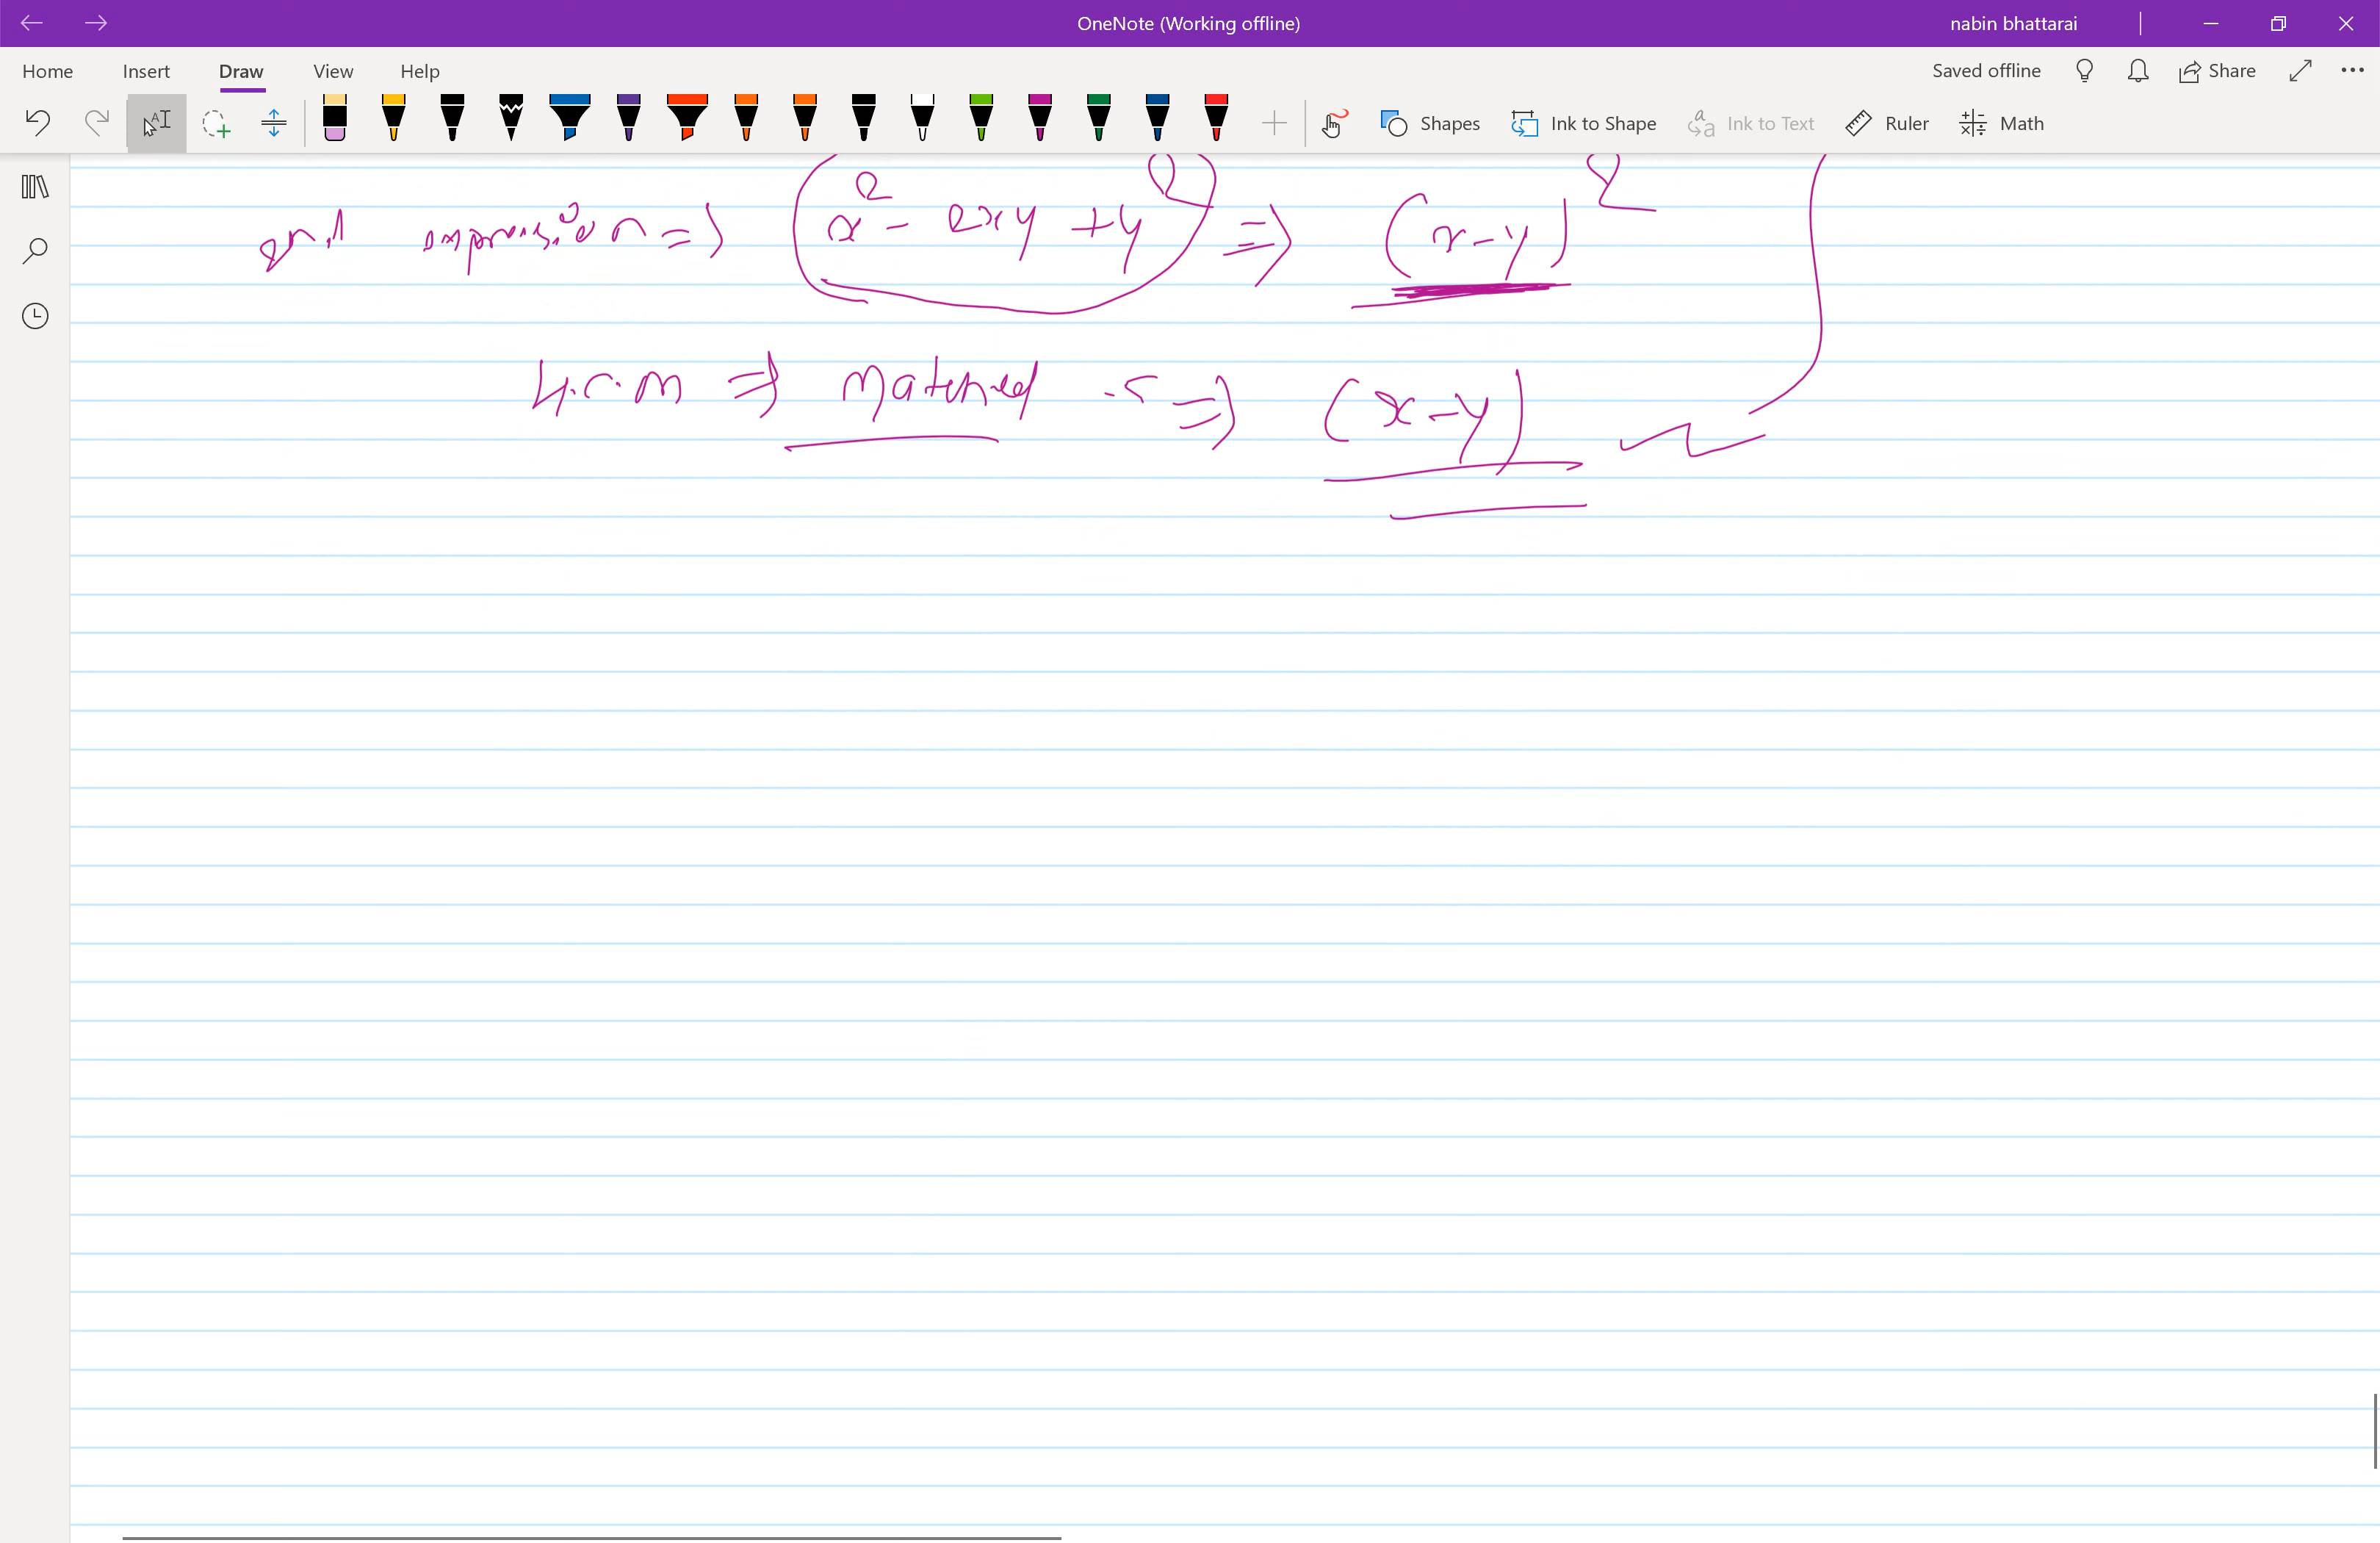 OneNote (Working offline) nabin bhattarai
Home Insert Draw View Help Saved offline Share
Shapes Ink to Shape Ink to Text Ruler Math
2nd expression => (x² - 2xy + y²) => (x-y)²
H.C.M => Matched => (x-y)